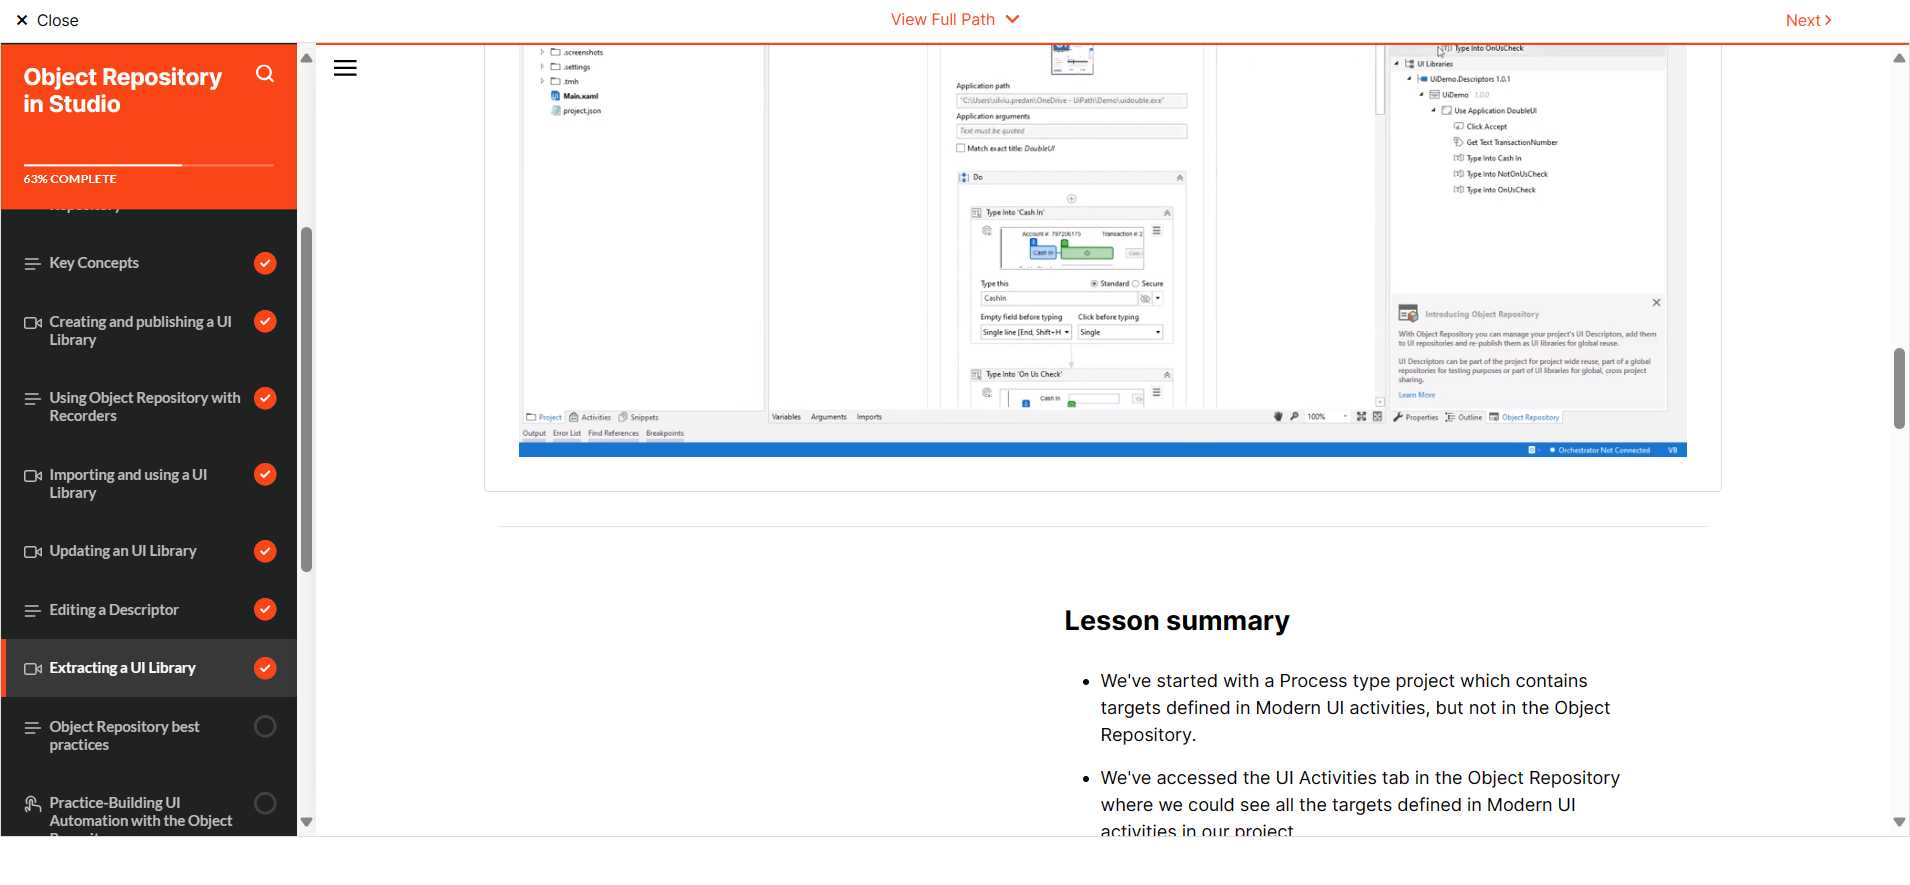 Close
View Full Path
Next
Object Repository
in Studio
63% COMPLETE
Key Concepts
Creating and publishing a UI
Library
Using Object Repository with
Recorders
Importing and using a UI
Library
Updating an UI Library
Editing a Descriptor
Extracting a UI Library
Object Repository best
practices
Practice-Building UI
Automation with the Object
.screenshots
.settings
.tmh
Main.xaml
project.json
Project
Activities
Snippets
Output
Error List
Find References
Breakpoints
Application path
"C:\Users\silviu.predan\OneDrive - UiPath\Demo\uidouble.exe"
Application arguments
Text must be quoted
Match exact title: DoubleUI
Do
Type Into 'Cash In'
Account #: 797206173
Transaction #: 2
Cash In
Type this
Standard
Secure
CashIn
Empty field before typing
Click before typing
Single line [End, Shift+H
Single
Type Into 'On Us Check'
Cash In
Variables
Arguments
Imports
100%
Type Into OnUsCheck
UI Libraries
UiDemo.Descriptors 1.0.1
UiDemo 1.0.0
Use Application DoubleUI
Click Accept
Get Text TransactionNumber
Type Into Cash In
Type Into NotOnUsCheck
Type Into OnUsCheck
Introducing Object Repository
With Object Repository you can manage your project's UI Descriptors, add them
to UI repositories and re-publish them as UI libraries for global reuse.
UI Descriptors can be part of the project for project wide reuse, part of a global
repositories for testing purposes or part of UI libraries for global, cross project
sharing.
Learn More
Properties
Outline
Object Repository
Orchestrator Not Connected
VB
Lesson summary
• We've started with a Process type project which contains
targets defined in Modern UI activities, but not in the Object
Repository.
• We've accessed the UI Activities tab in the Object Repository
where we could see all the targets defined in Modern UI
activities in our project